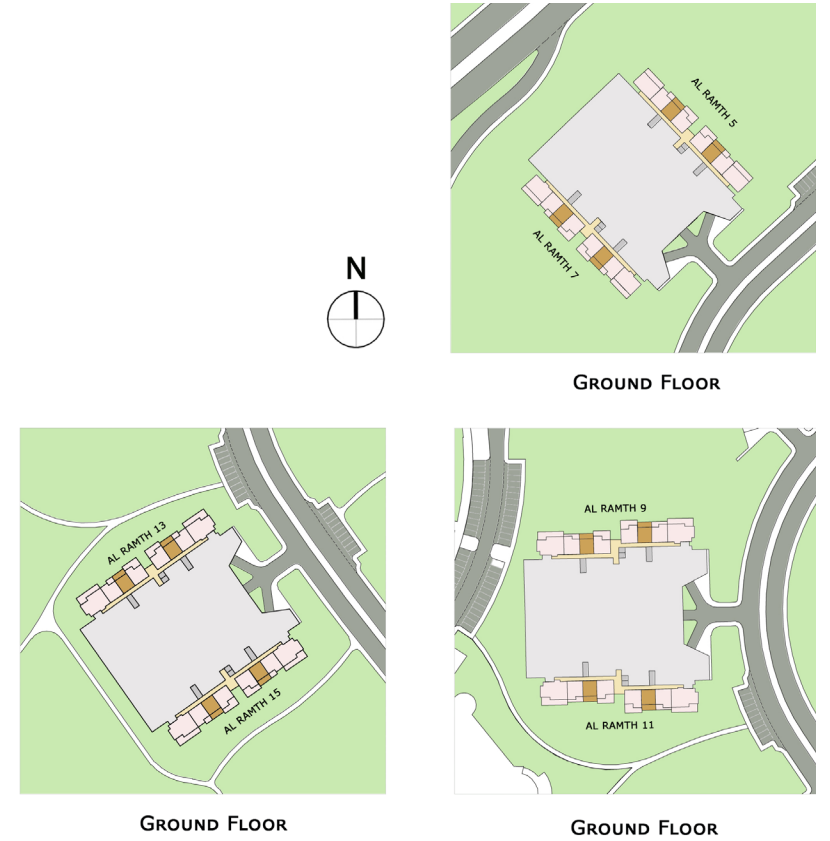 AL RAMTH 5
AL RAMTH 7
N
GROUND FLOOR
AL RAMTH 13
AL RAMTH 15
GROUND FLOOR
AL RAMTH 9
AL RAMTH 11
GROUND FLOOR